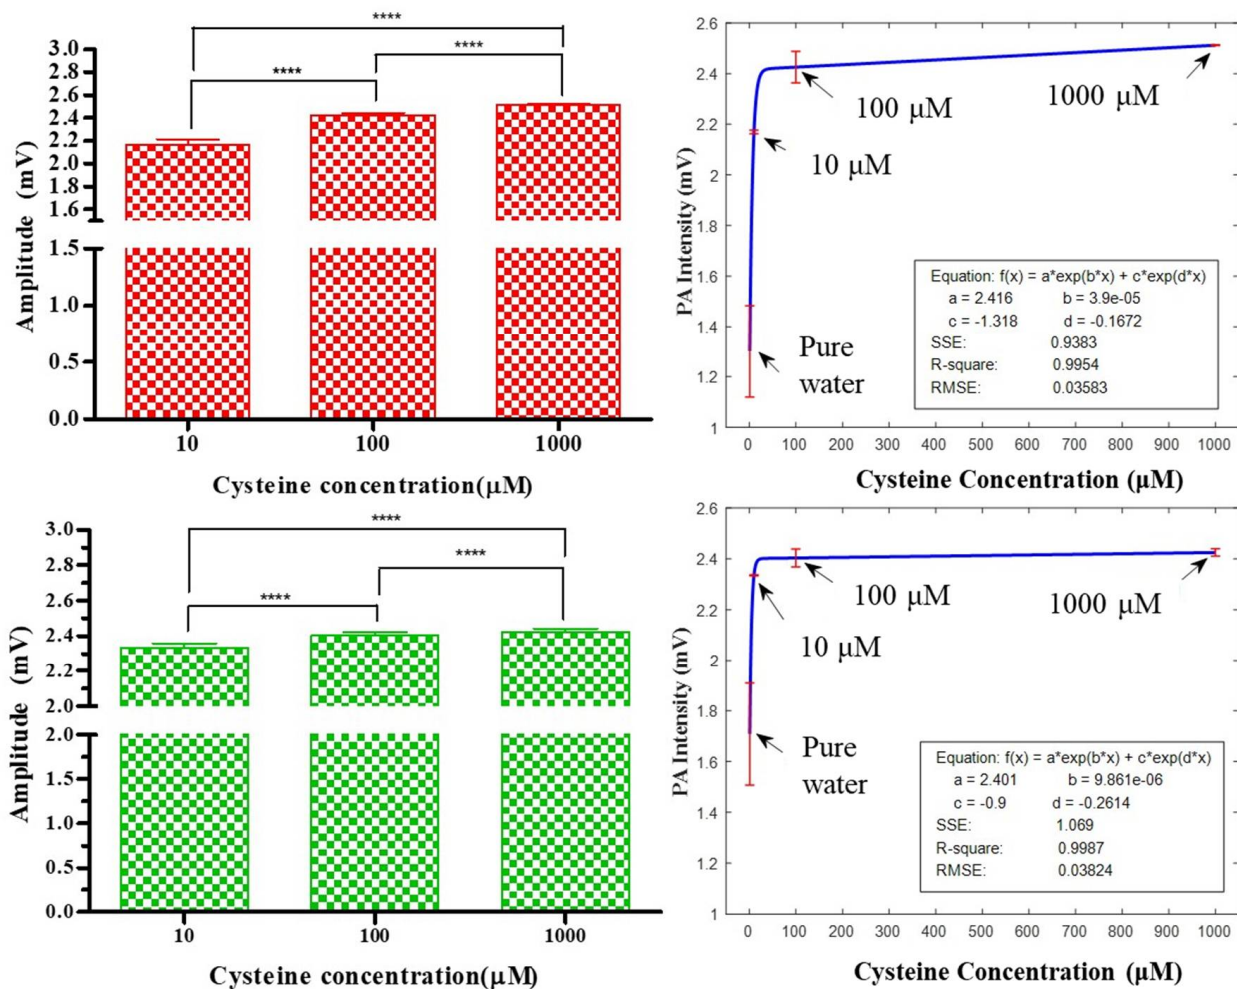 ****
****
****
3.0
2.8
2.6
2.4
2.2
2.0
1.8
1.6
1.5
1.0
0.5
0.0
Amplitude (mV)
10 100 1000
Cysteine concentration(μM)
2.6
2.4
2.2
2
1.8
1.6
1.4
1.2
1
PA Intensity (mV)
1000 μM
100 μM
10 μM
Pure
water
Equation: f(x) = a*exp(b*x) + c*exp(d*x)
a = 2.416 b = 3.9e-05
c = -1.318 d = -0.1672
SSE: 0.9383
R-square: 0.9954
RMSE: 0.03583
0 100 200 300 400 500 600 700 800 900 1000
Cysteine Concentration (μM)
****
****
****
3.0
2.8
2.6
2.4
2.2
2.0
2.0
1.5
1.0
0.5
0.0
Amplitude (mV)
10 100 1000
Cysteine concentration(μM)
2.6
2.4
2.2
2
1.8
1.6
1.4
1.2
1
PA Intensity (mV)
100 μM
1000 μM
10 μM
Pure
water
Equation: f(x) = a*exp(b*x) + c*exp(d*x)
a = 2.401 b = 9.861e-06
c = -0.9 d = -0.2614
SSE: 1.069
R-square: 0.9987
RMSE: 0.03824
0 100 200 300 400 500 600 700 800 900 1000
Cysteine Concentration (μM)